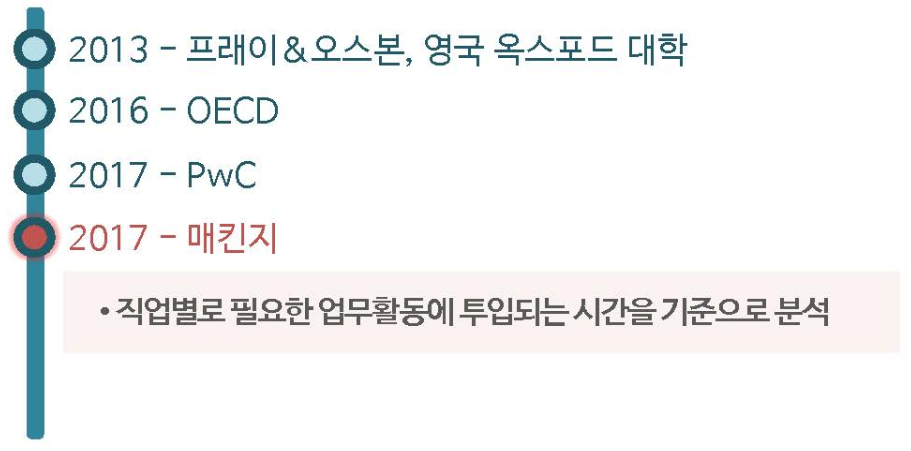 2013 - 프래이&오스본, 영국 옥스포드 대학
2016 - OECD
2017 - PwC
2017 - 매킨지
• 직업별로 필요한 업무활동에 투입되는 시간을 기준으로 분석